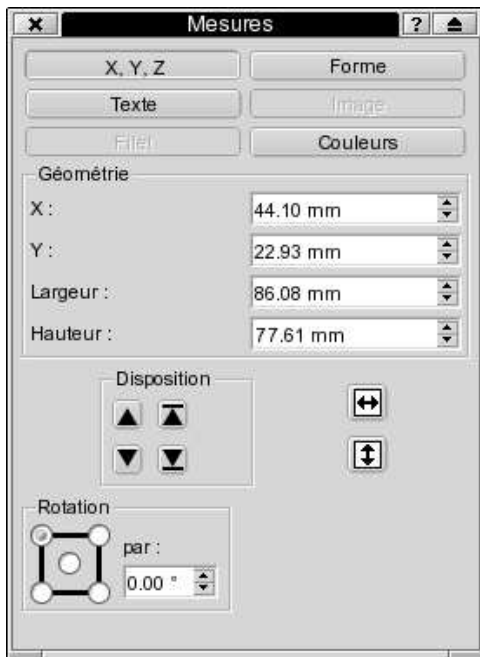 Mesures ?
X, Y, Z Forme
Texte Image
Filet Couleurs
Géométrie
X : 44.10 mm
Y : 22.93 mm
Largeur : 86.08 mm
Hauteur : 77.61 mm
Disposition
Rotation
par :
0.00 °